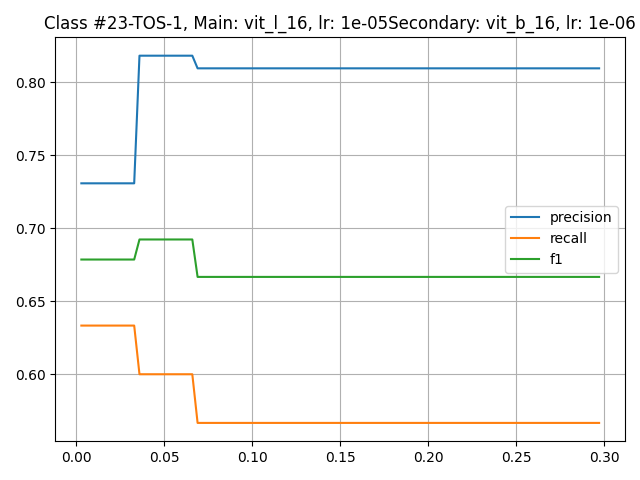 Class #23-TOS-1, Main: vit_l_16, lr: 1e-05Secondary: vit_b_16, lr: 1e-06
0.80
0.75
0.70
0.65
0.60
precision
recall
f1
0.00 0.05 0.10 0.15 0.20 0.25 0.30